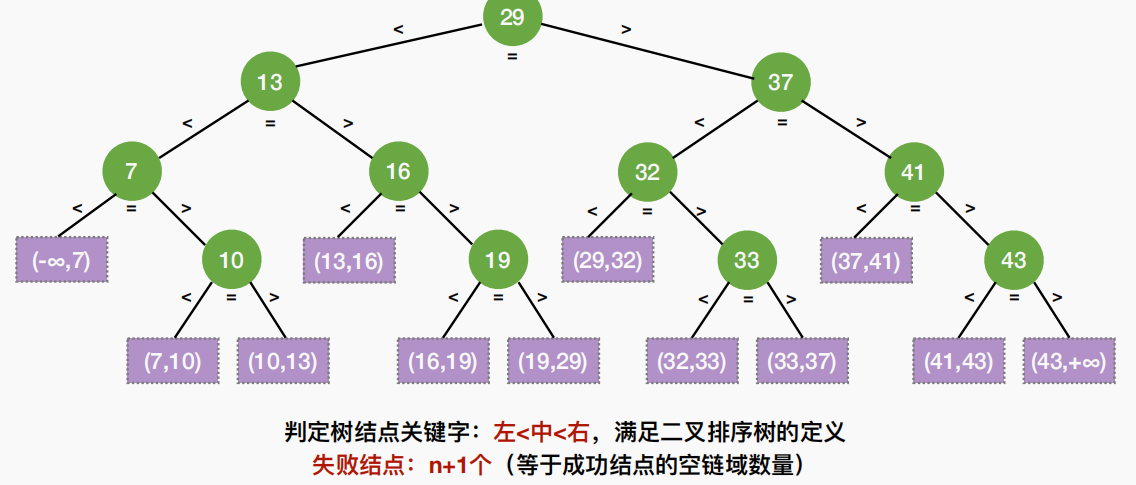 29
< >
=
13 37
< = > < = >
7 16 32 41
< = > < = > < = > < = >
(-∞,7) 10 (13,16) 19 (29,32) 33 (37,41) 43
< = > < = > < = > < = >
(7,10) (10,13) (16,19) (19,29) (32,33) (33,37) (41,43) (43,+∞)
判定树结点关键字：左<中<右，满足二叉排序树的定义
失败结点：n+1个（等于成功结点的空链域数量）